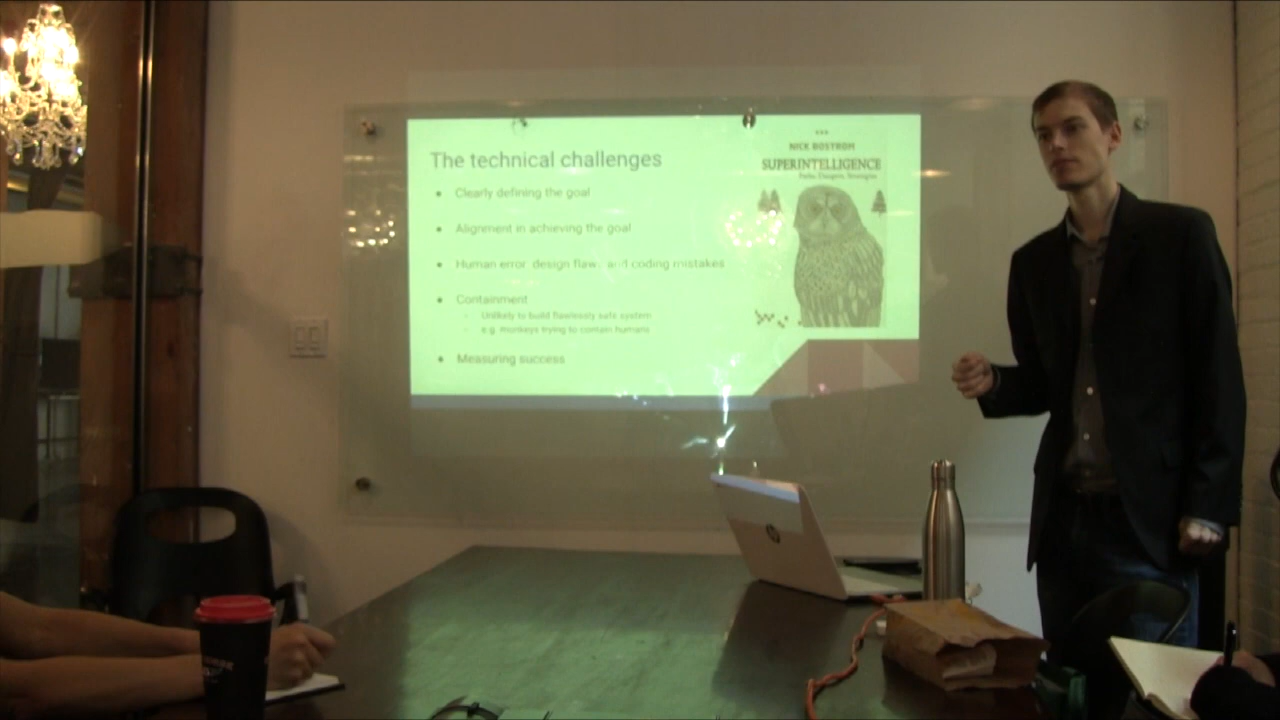 The technical challenges
Clearly defining the goal
Alignment in achieving the goal
Human error: design flaws and coding mistakes
Containment
Unlikely to build flawlessly safe system
e.g. monkeys trying to contain humans
Measuring success
NICK BOSTROM
SUPERINTELLIGENCE
Paths, Dangers, Strategies
hp